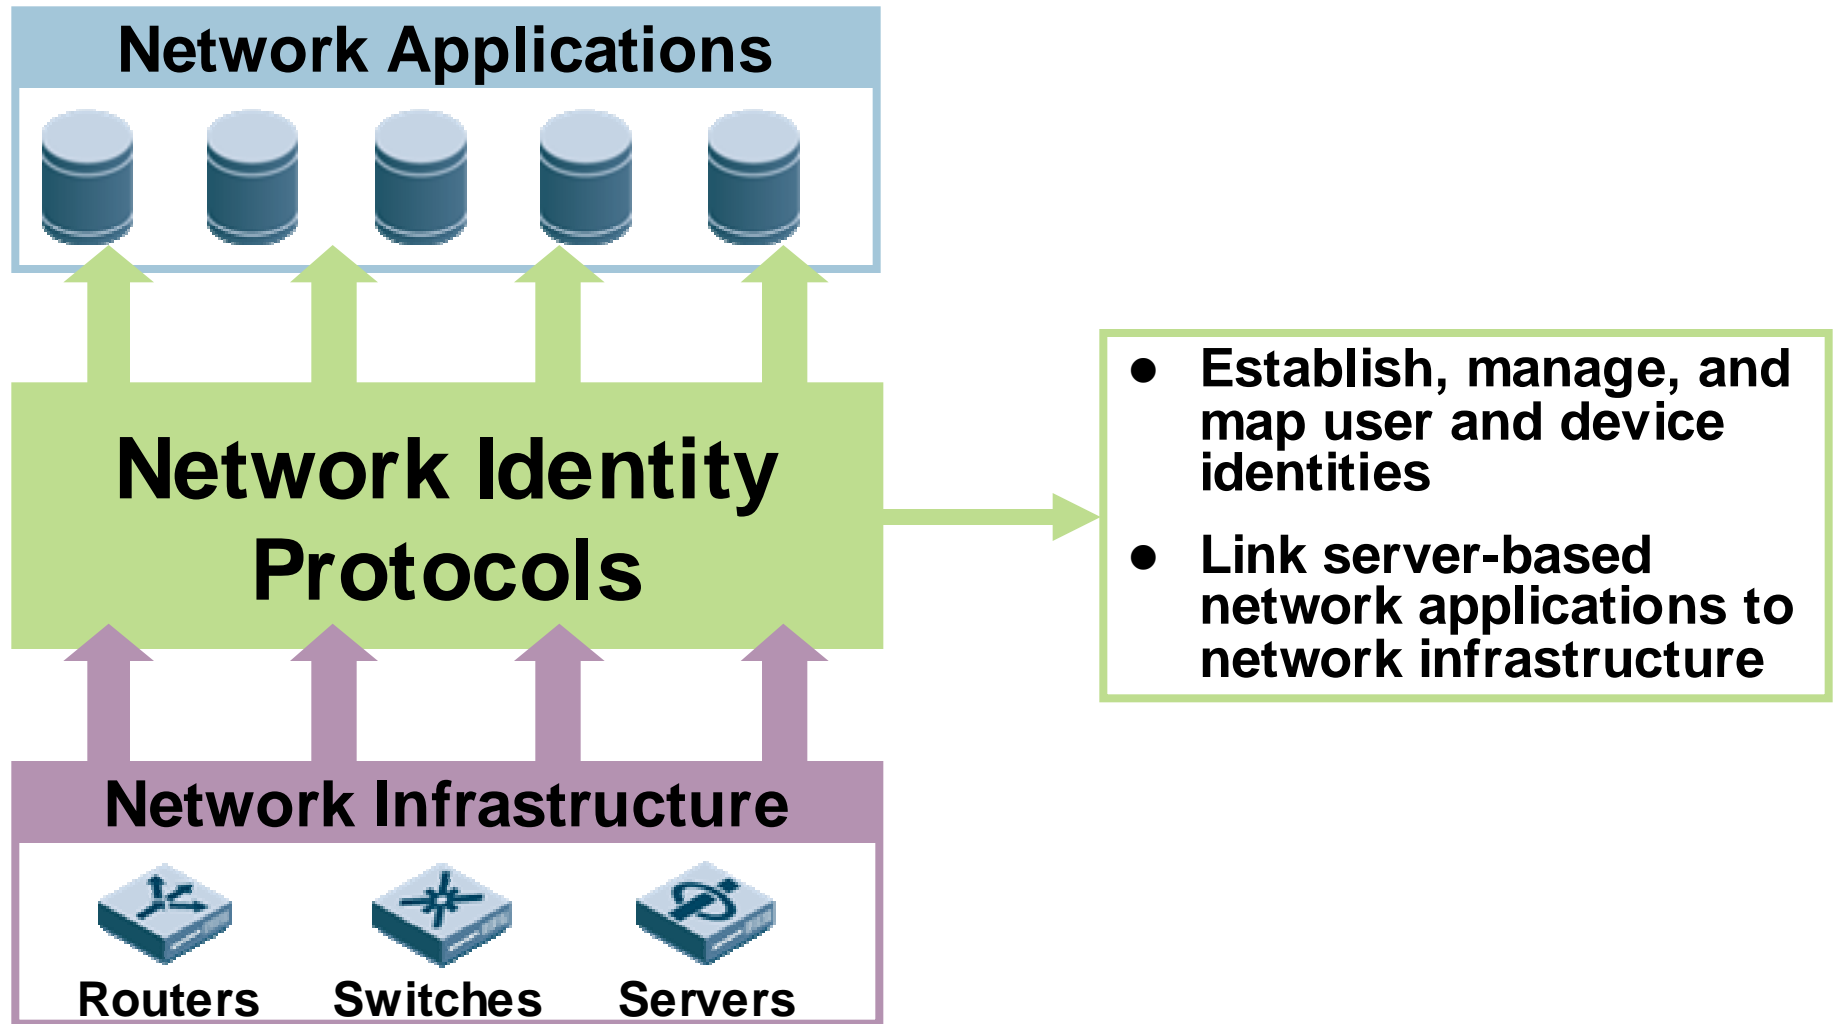 Network Applications
Network Identity
Protocols
● Establish, manage, and
map user and device
identities
● Link server-based
network applications to
network infrastructure
Network Infrastructure
Routers Switches Servers